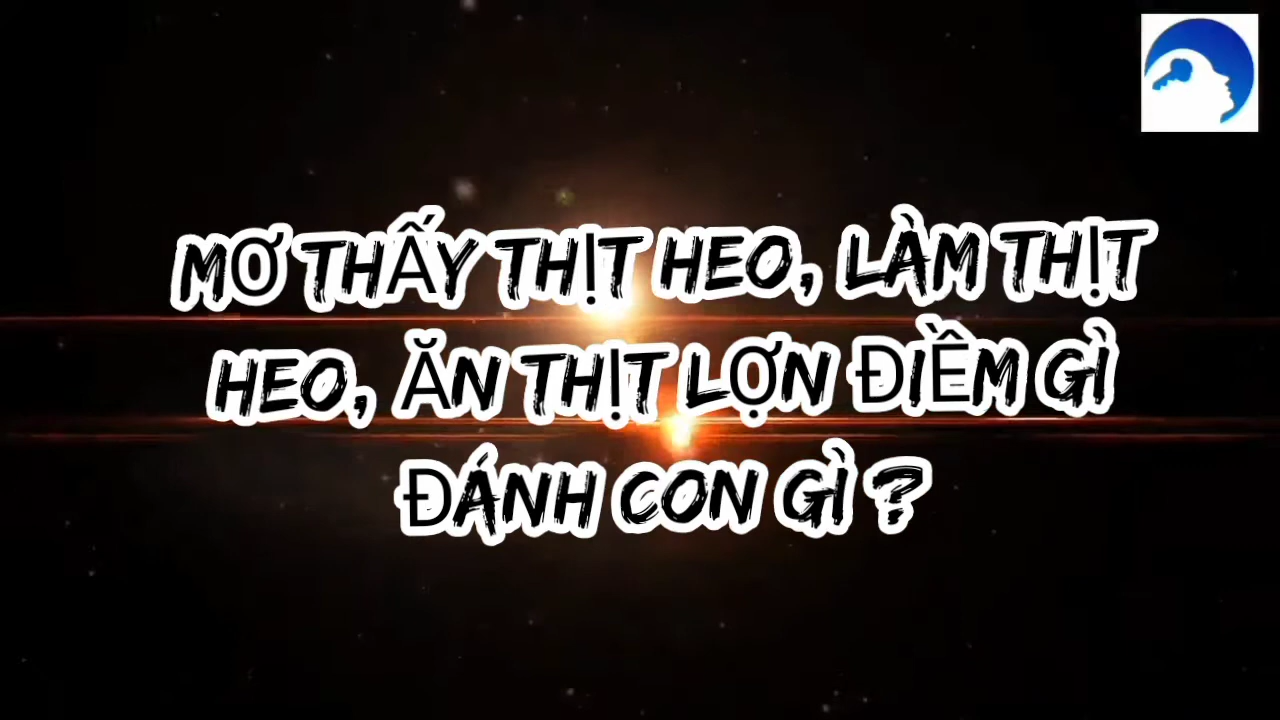 MƠ THẤY THỊT HEO, LÀM THỊT
HEO, ĂN THỊT LỢN ĐIỀM GÌ
ĐÁNH CON GÌ ?